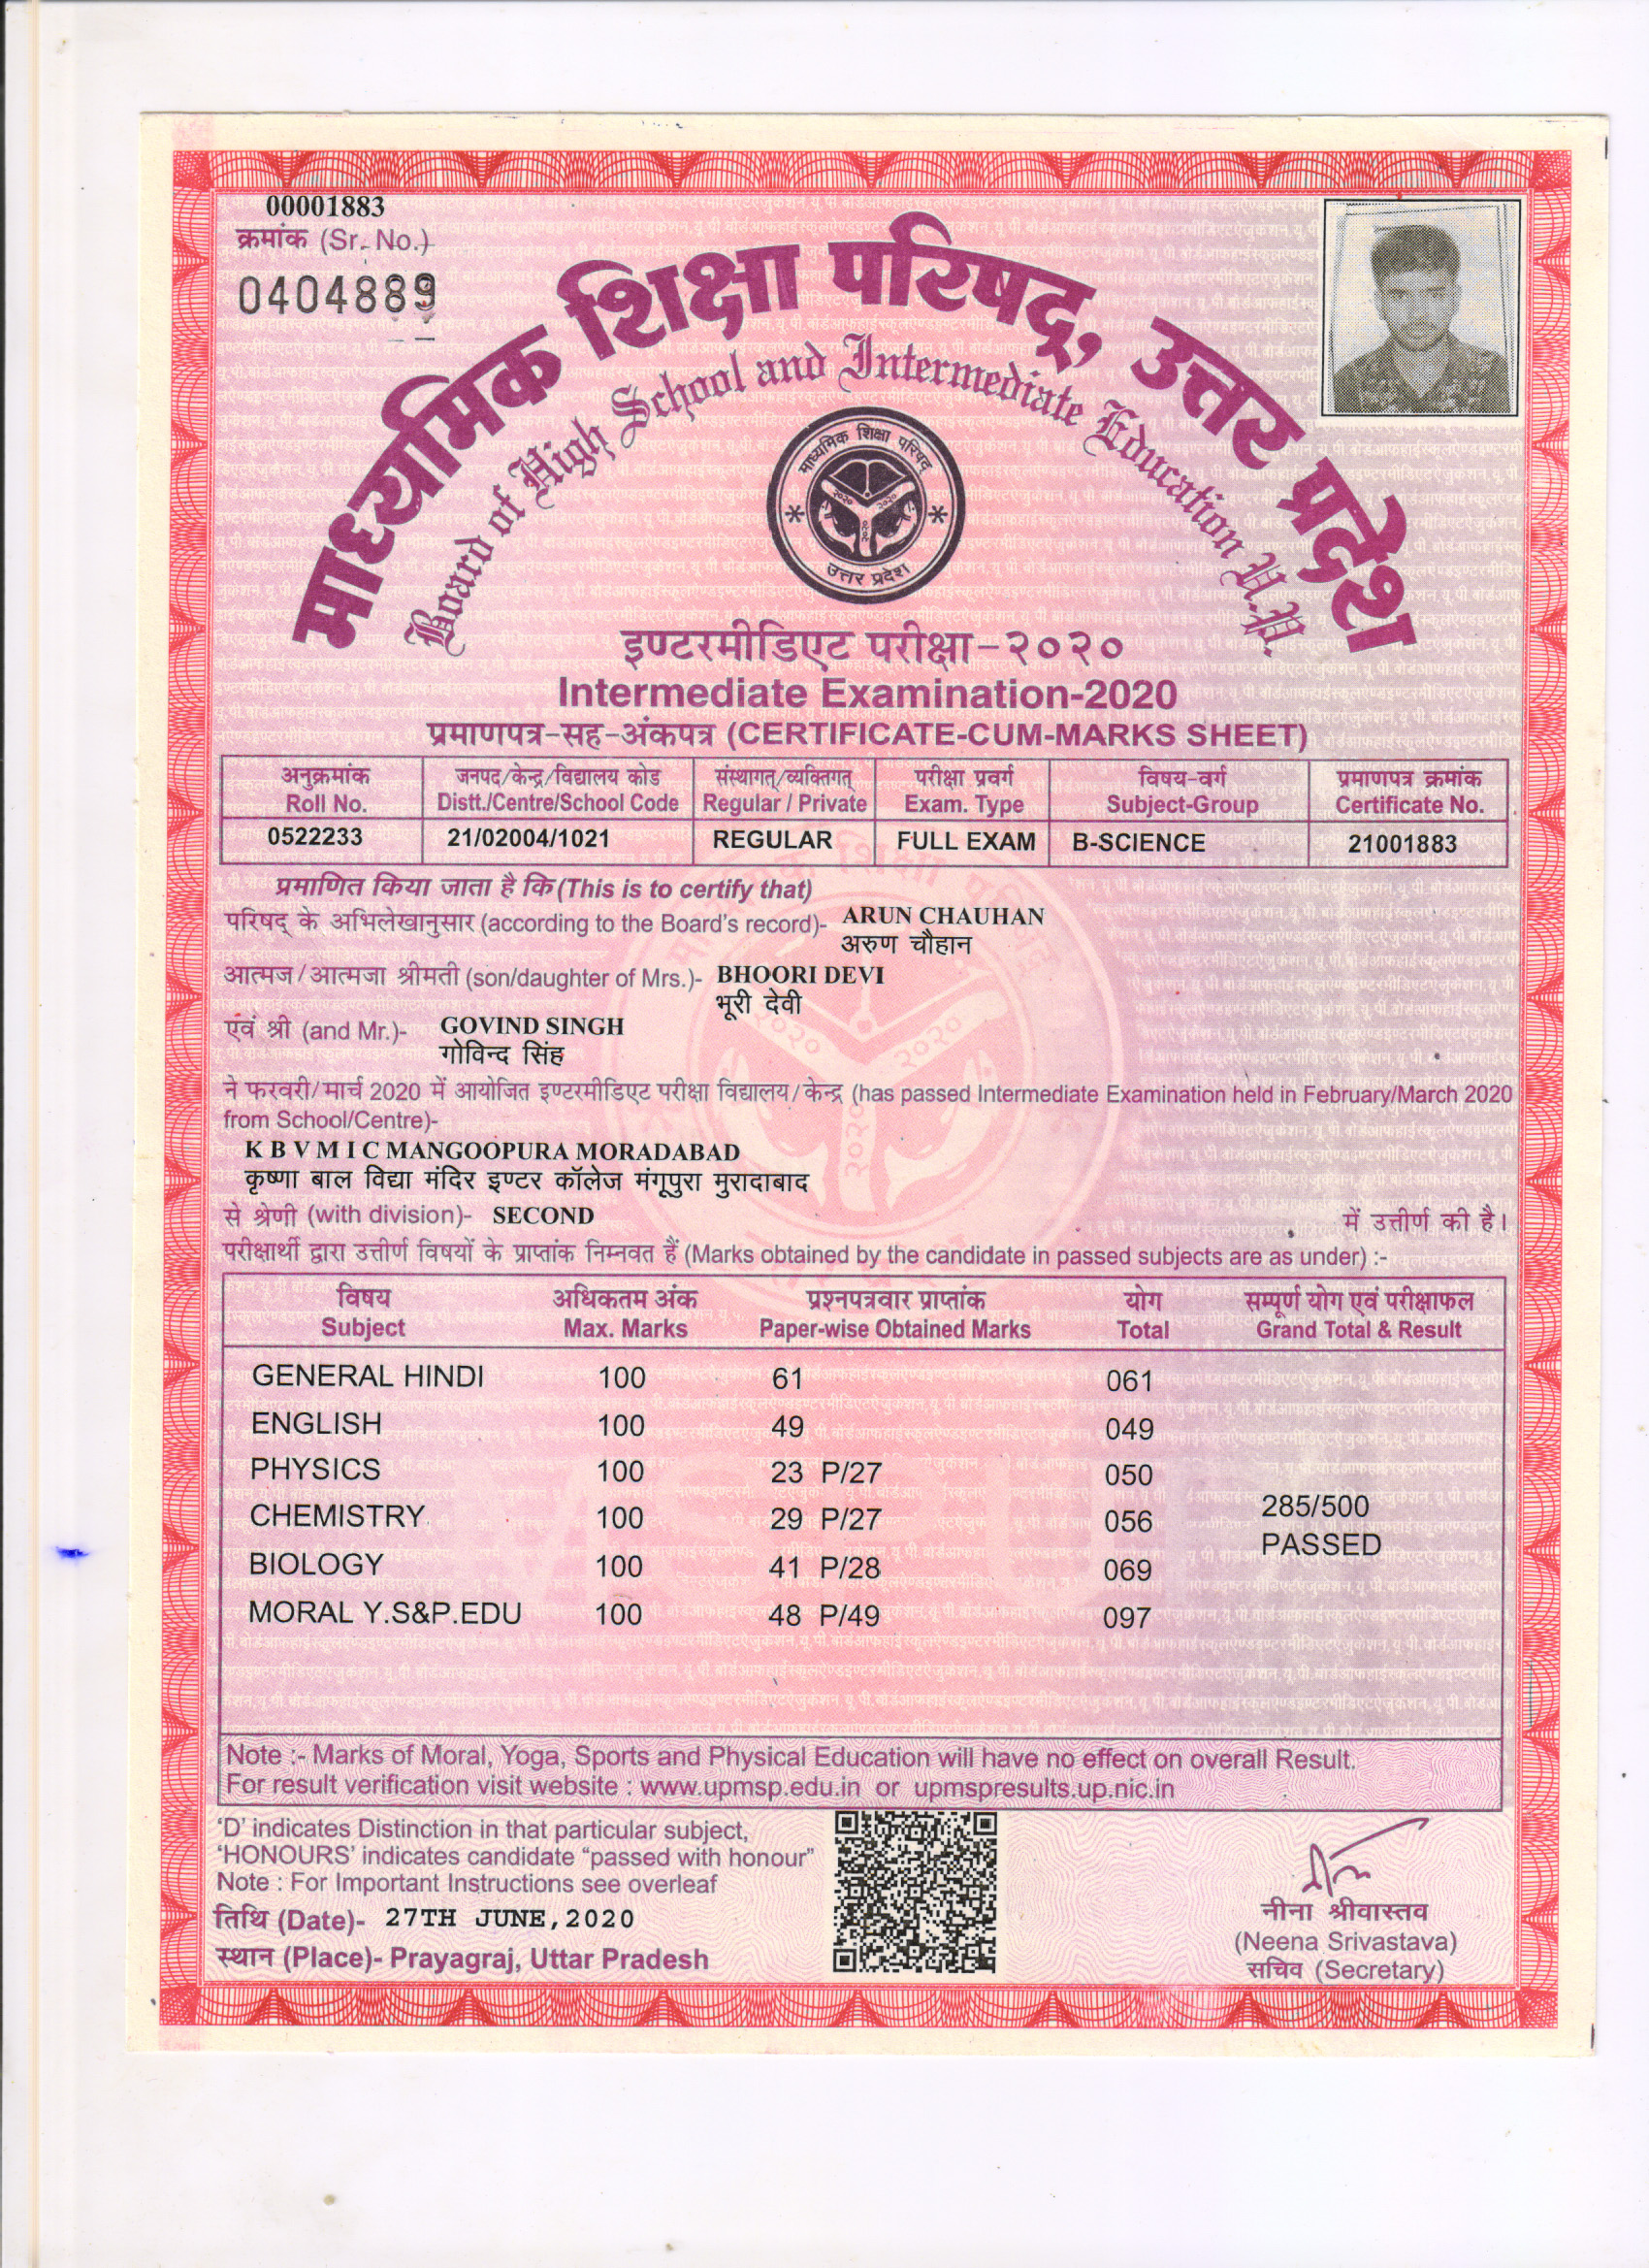 00001883
क्रमांक (Sr. No.)
0404889
माध्यमिक शिक्षा परिषद्, उत्तर प्रदेश
Board of High School and Intermediate Education U.P.
माध्यमिक शिक्षा परिषद्
उत्तर प्रदेश
इण्टरमीडिएट परीक्षा-२०२०
Intermediate Examination-2020
प्रमाणपत्र-सह-अंकपत्र (CERTIFICATE-CUM-MARKS SHEET)
अनुक्रमांक जनपद/केन्द्र/विद्यालय कोड संस्थागत्/व्यक्तिगत् परीक्षा प्रवर्ग विषय-वर्ग प्रमाणपत्र क्रमांक
Roll No. Distt./Centre/School Code Regular / Private Exam. Type Subject-Group Certificate No.
0522233 21/02004/1021 REGULAR FULL EXAM B-SCIENCE 21001883
प्रमाणित किया जाता है कि (This is to certify that)
परिषद् के अभिलेखानुसार (according to the Board's record)- ARUN CHAUHAN
अरुण चौहान
आत्मज/आत्मजा श्रीमती (son/daughter of Mrs.)- BHOORI DEVI
भूरी देवी
एवं श्री (and Mr.)- GOVIND SINGH
गोविन्द सिंह
ने फरवरी/मार्च 2020 में आयोजित इण्टरमीडिएट परीक्षा विद्यालय/केन्द्र (has passed Intermediate Examination held in February/March 2020
from School/Centre)-
K B V M I C MANGOOPURA MORADABAD
कृष्णा बाल विद्या मंदिर इण्टर कॉलेज मंगूपुरा मुरादाबाद
से श्रेणी (with division)- SECOND में उत्तीर्ण की है।
परीक्षार्थी द्वारा उत्तीर्ण विषयों के प्राप्तांक निम्नवत हैं (Marks obtained by the candidate in passed subjects are as under) :-
विषय अधिकतम अंक प्रश्नपत्रवार प्राप्तांक योग सम्पूर्ण योग एवं परीक्षाफल
Subject Max. Marks Paper-wise Obtained Marks Total Grand Total & Result
GENERAL HINDI 100 61 061
ENGLISH 100 49 049
PHYSICS 100 23 P/27 050
CHEMISTRY 100 29 P/27 056 285/500
BIOLOGY 100 41 P/28 069 PASSED
MORAL Y.S&P.EDU 100 48 P/49 097
Note :- Marks of Moral, Yoga, Sports and Physical Education will have no effect on overall Result.
For result verification visit website : www.upmsp.edu.in or upmspresults.up.nic.in
'D' indicates Distinction in that particular subject,
'HONOURS' indicates candidate "passed with honour"
Note : For Important Instructions see overleaf
तिथि (Date)- 27TH JUNE,2020
स्थान (Place)- Prayagraj, Uttar Pradesh
नीना श्रीवास्तव
(Neena Srivastava)
सचिव (Secretary)